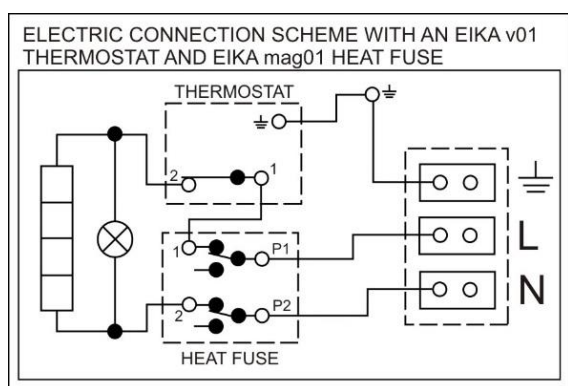 ELECTRIC CONNECTION SCHEME WITH AN EIKA v01
THERMOSTAT AND EIKA mag01 HEAT FUSE
THERMOSTAT
2
1
1
P1
L
2
P2
N
HEAT FUSE